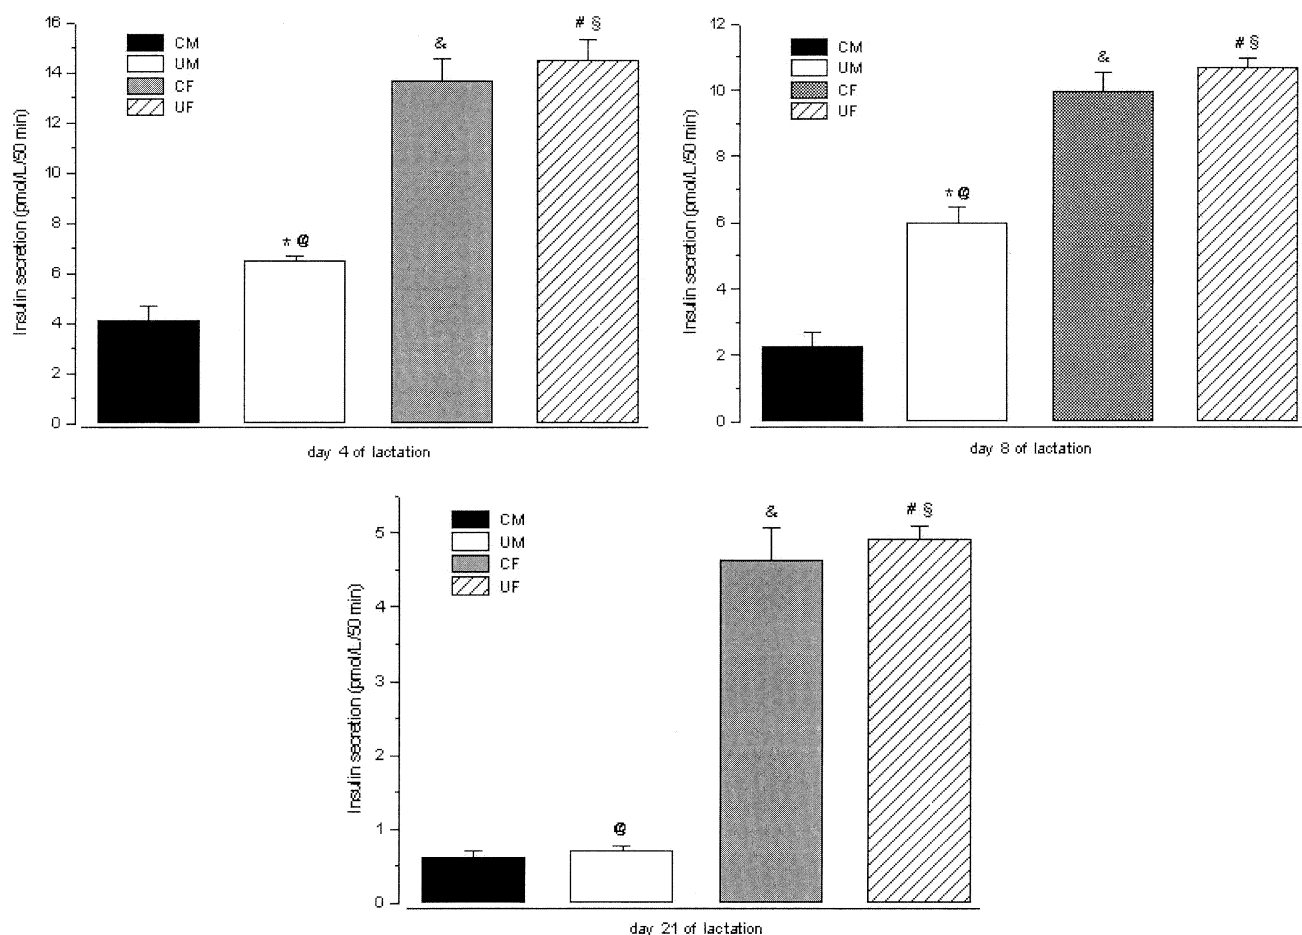 Insulin secretion (pmol/L/50 min)
16
14
12
10
8
6
4
2
0
CM
UM
CF
UF
* @
&
# §
day 4 of lactation
Insulin secretion (pmol/L/50 min)
12
10
8
6
4
2
0
CM
UM
CF
UF
* @
&
# §
day 8 of lactation
Insulin secretion (pmol/L/50 min)
5
4
3
2
1
0
CM
UM
CF
UF
@
&
# §
day 21 of lactation